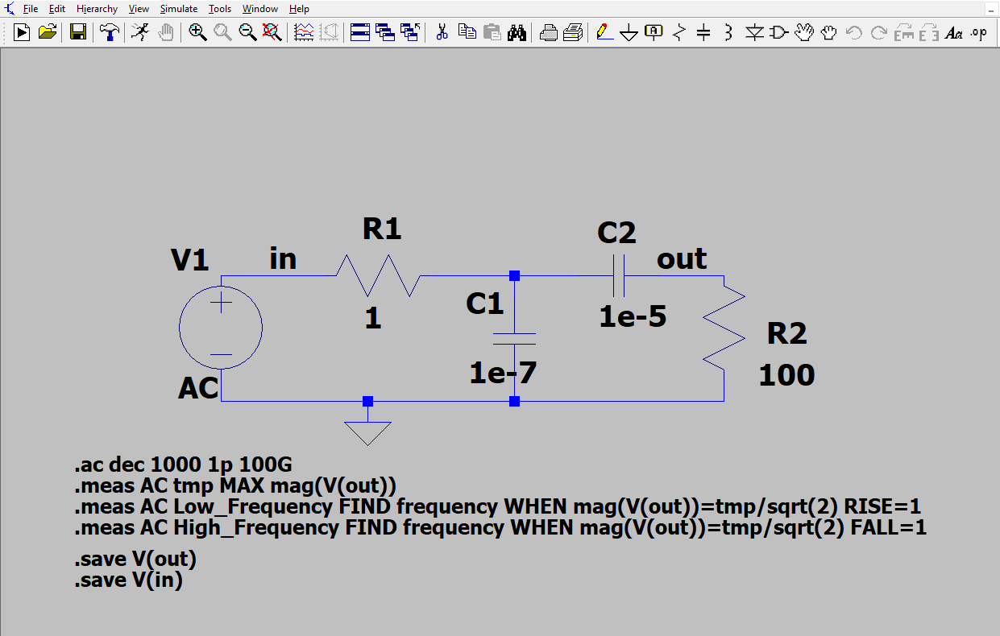 File Edit Hierarchy View Simulate Tools Window Help
R1
C2
V1 in out
C1
1 1e-5
R2
1e-7 100
AC
.ac dec 1000 1p 100G
.meas AC tmp MAX mag(V(out))
.meas AC Low_Frequency FIND frequency WHEN mag(V(out))=tmp/sqrt(2) RISE=1
.meas AC High_Frequency FIND frequency WHEN mag(V(out))=tmp/sqrt(2) FALL=1
.save V(out)
.save V(in)